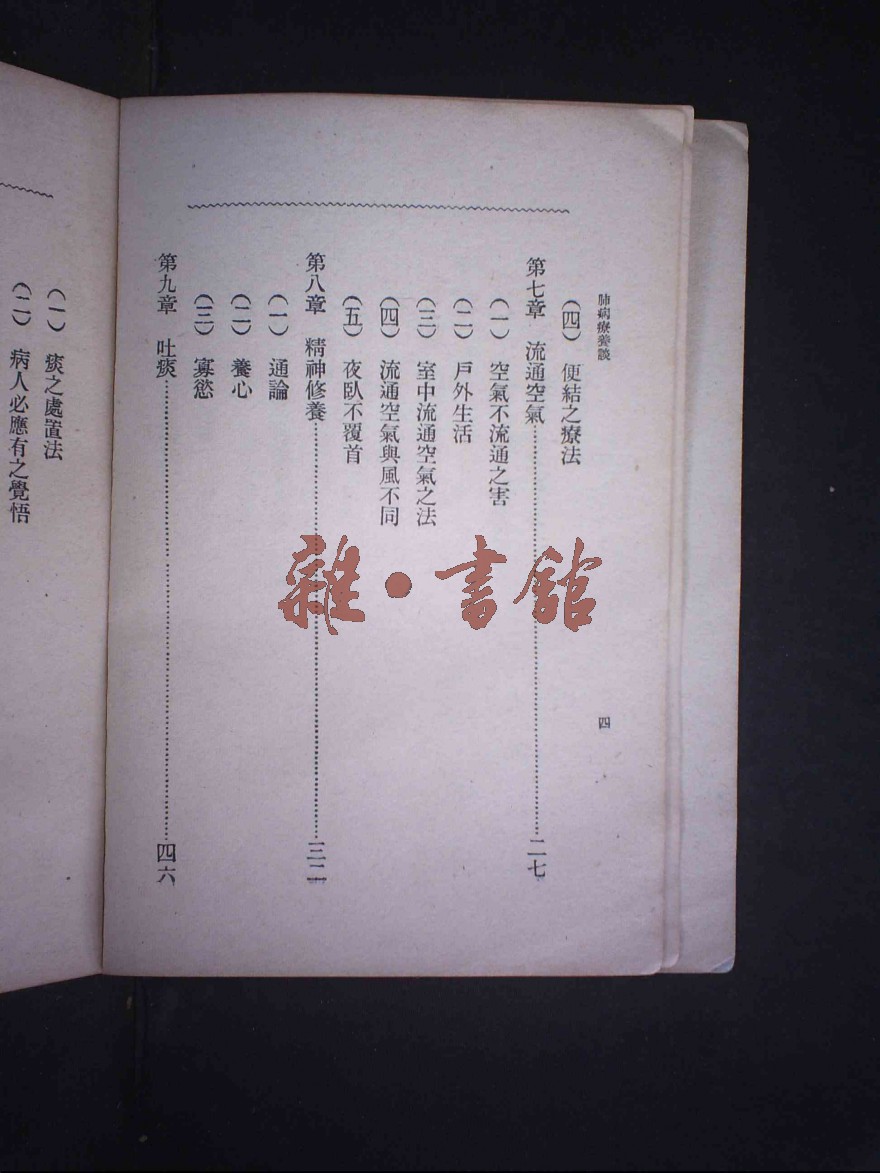 肺病療養談
四
（四）　便結之療法
第七章　流通空氣…………二七
（一）　空氣不流通之害
（二）　戶外生活
（三）　室中流通空氣之法
（四）　流通空氣與風不同
（五）　夜臥不覆首
第八章　精神修養…………三二
（一）　通論
（二）　養心
（三）　寡慾
第九章　吐痰…………四六
（一）　痰之處置法
（二）　病人必應有之覺悟
雜·書館